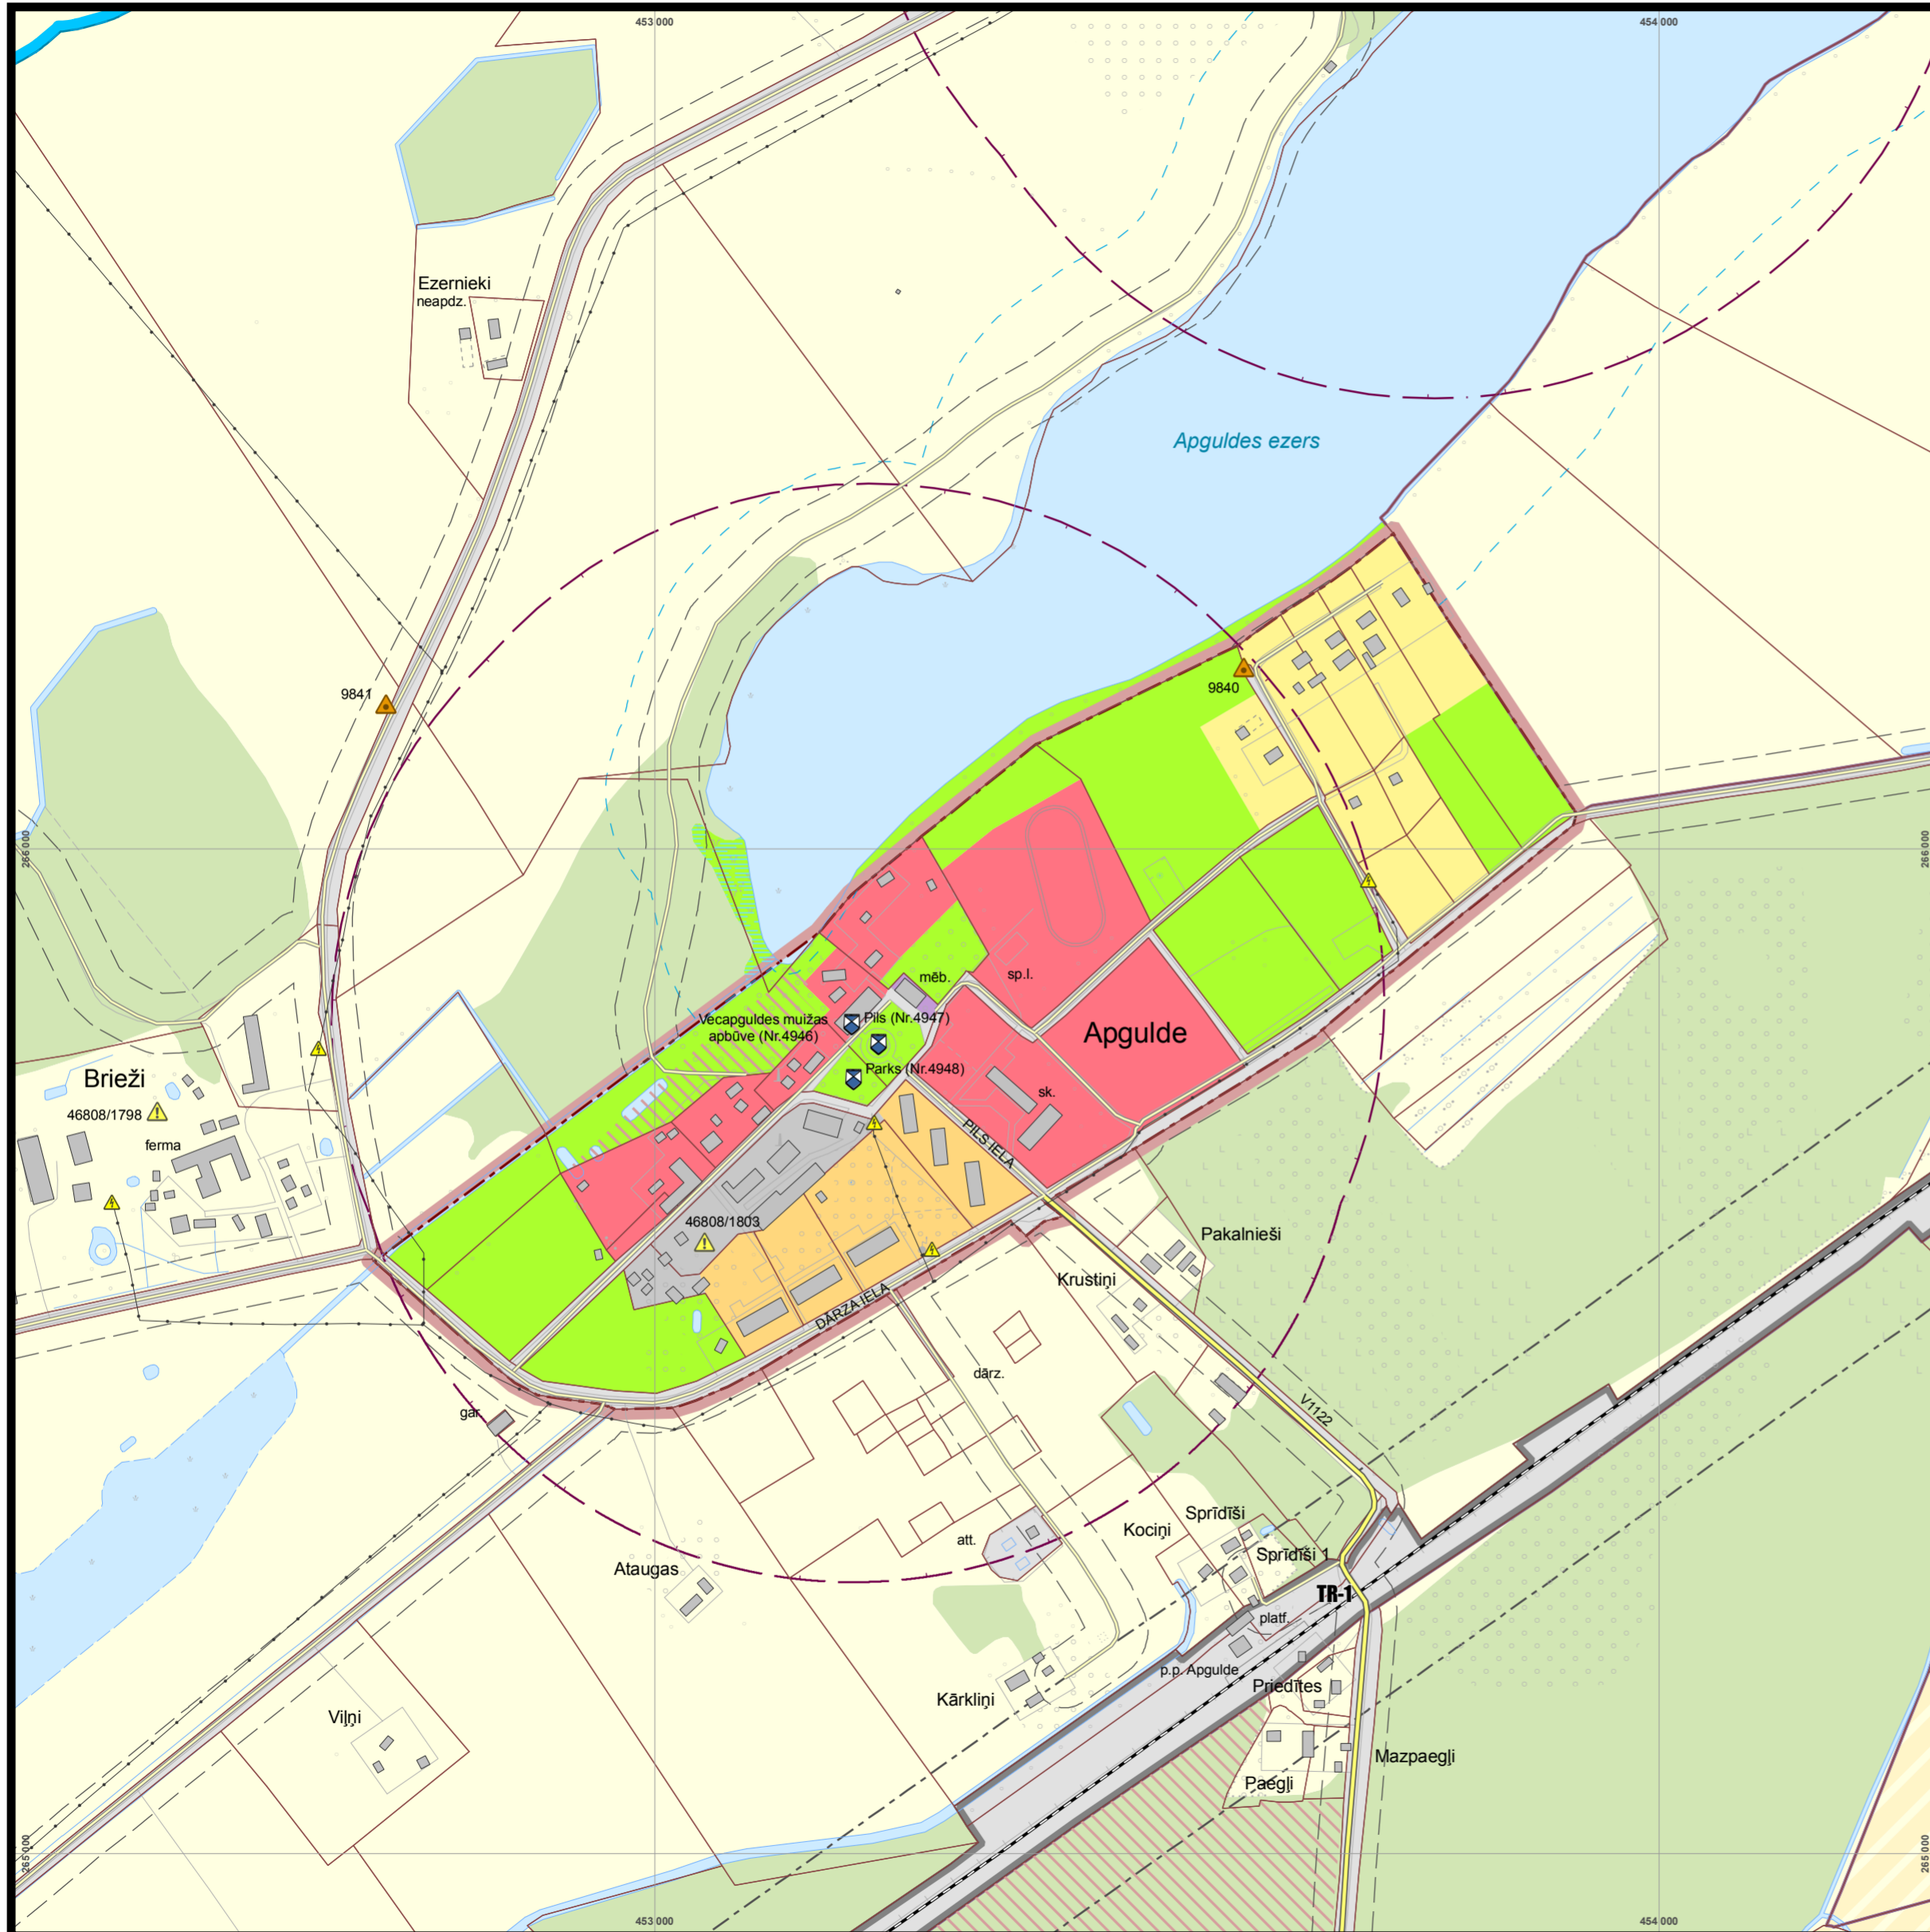 453 000
454 000
Ezernieki
neapdz.
Apguldes ezers
9841
9840
266 000
266 000
mēb.
sp.l.
Vecapguldes muižas
apbūve (Nr.4946)
Pils (Nr.4947)
Apgulde
Parks (Nr.4948)
Brieži
46808/1798
ferma
sk.
PILS IELA
46808/1803
Pakalnieši
Krustiņi
DĀRZA IELA
dārz.
gar.
V1122
Sprīdīši
Kociņi
att.
Sprīdīši 1
Ataugas
TR-1
platf.
p.p. Apgulde
Priedītes
Kārkliņi
Viļņi
Mazpaegļi
Paegļi
265 000
265 000
453 000
454 000